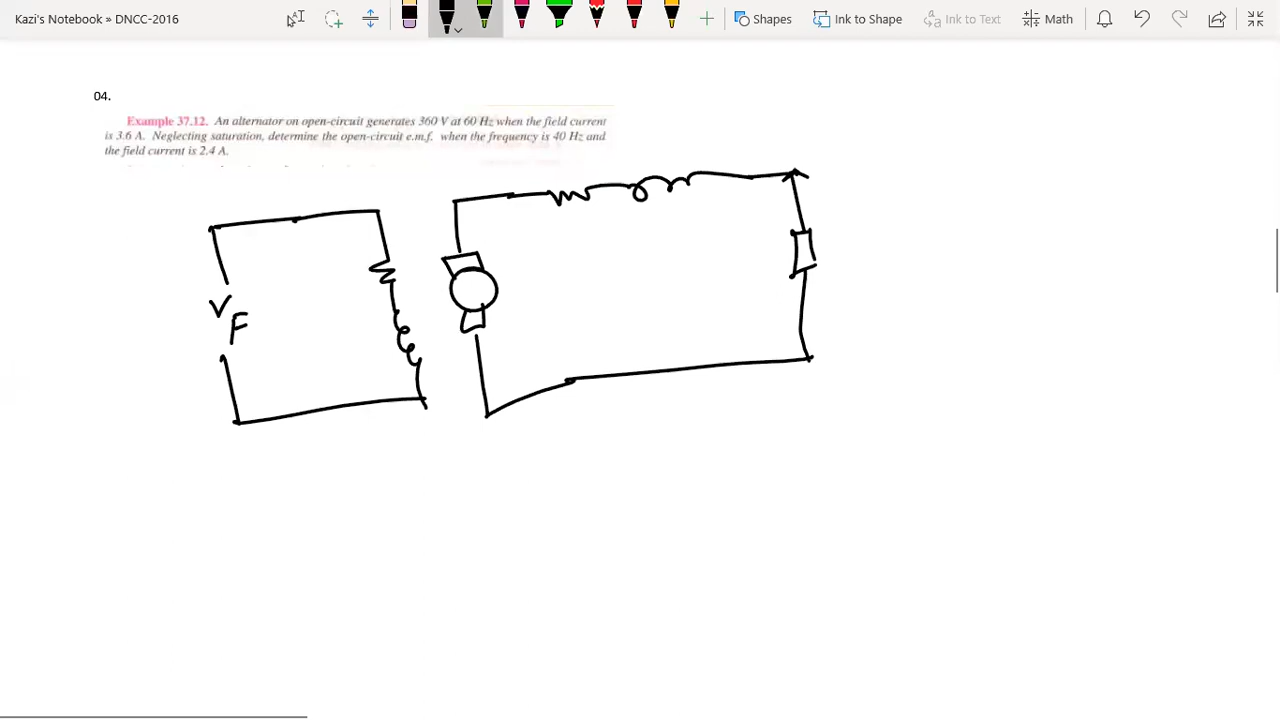 Kazi's Notebook » DNCC-2016
Shapes
Ink to Shape
Ink to Text
Math
04.
Example 37.12. An alternator on open-circuit generates 360 V at 60 Hz when the field current
is 3.6 A. Neglecting saturation, determine the open-circuit e.m.f. when the frequency is 40 Hz and
the field current is 2.4 A.
V
F